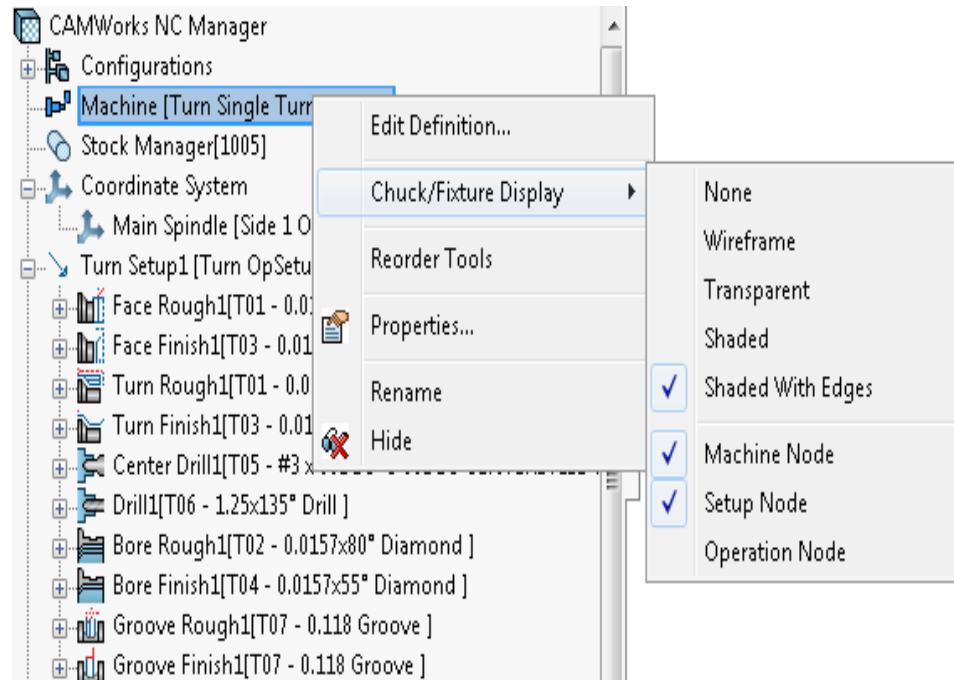 CAMWorks NC Manager
Configurations
Machine [Turn Single Turr
Stock Manager[1005]
Coordinate System
Main Spindle [Side 1 O
Turn Setup1 [Turn OpSetu
Face Rough1[T01 - 0.01
Face Finish1[T03 - 0.01
Turn Rough1[T01 - 0.0
Turn Finish1[T03 - 0.01
Center Drill1[T05 - #3 x
Drill1[T06 - 1.25x135° Drill ]
Bore Rough1[T02 - 0.0157x80° Diamond ]
Bore Finish1[T04 - 0.0157x55° Diamond ]
Groove Rough1[T07 - 0.118 Groove ]
Groove Finish1[T07 - 0.118 Groove ]
Edit Definition...
Chuck/Fixture Display
Reorder Tools
Properties...
Rename
Hide
None
Wireframe
Transparent
Shaded
Shaded With Edges
Machine Node
Setup Node
Operation Node